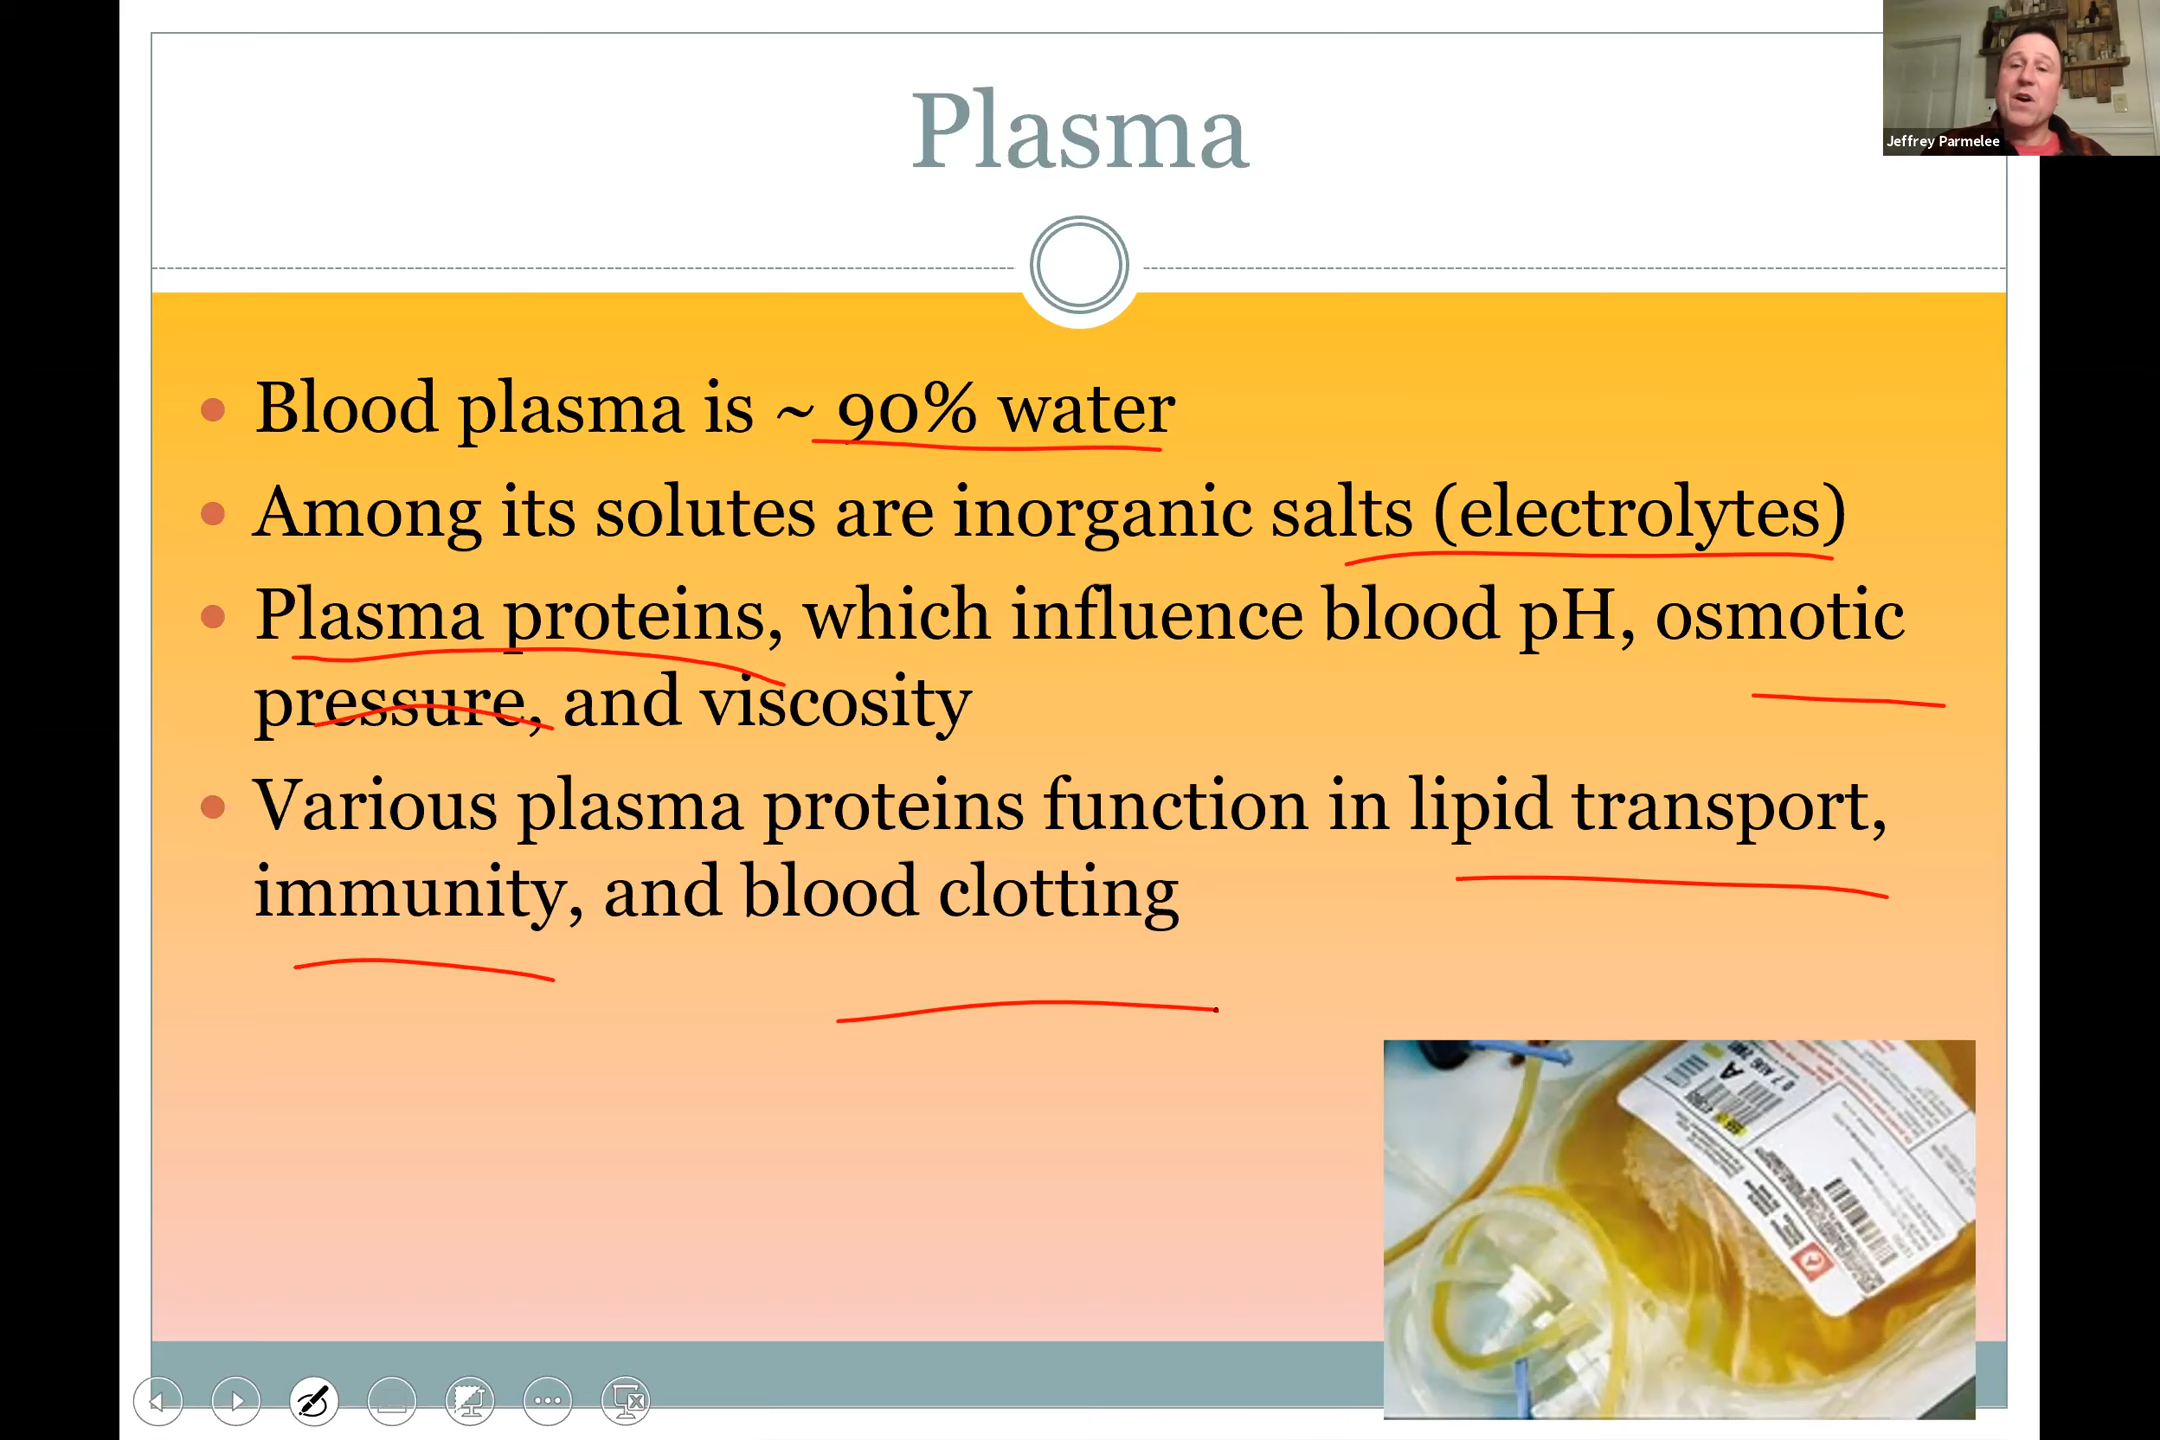 Plasma
Jeffrey Parmelee
Blood plasma is ~ 90% water
Among its solutes are inorganic salts (electrolytes)
Plasma proteins, which influence blood pH, osmotic
pressure, and viscosity
Various plasma proteins function in lipid transport,
immunity, and blood clotting
A